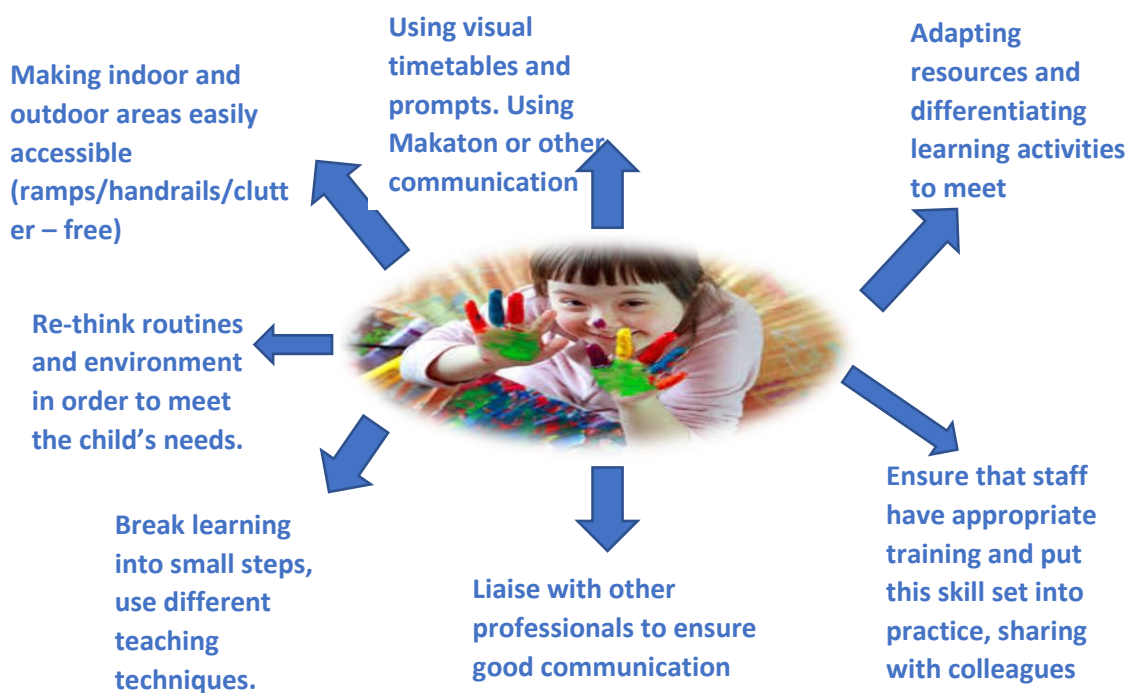 Making indoor and
outdoor areas easily
accessible
(ramps/handrails/clutt
er – free)
Using visual
timetables and
prompts. Using
Makaton or other
communication
Adapting
resources and
differentiating
learning activities
to meet
Re-think routines
and environment
in order to meet
the child’s needs.
Break learning
into small steps,
use different
teaching
techniques.
Liaise with other
professionals to ensure
good communication
Ensure that staff
have appropriate
training and put
this skill set into
practice, sharing
with colleagues